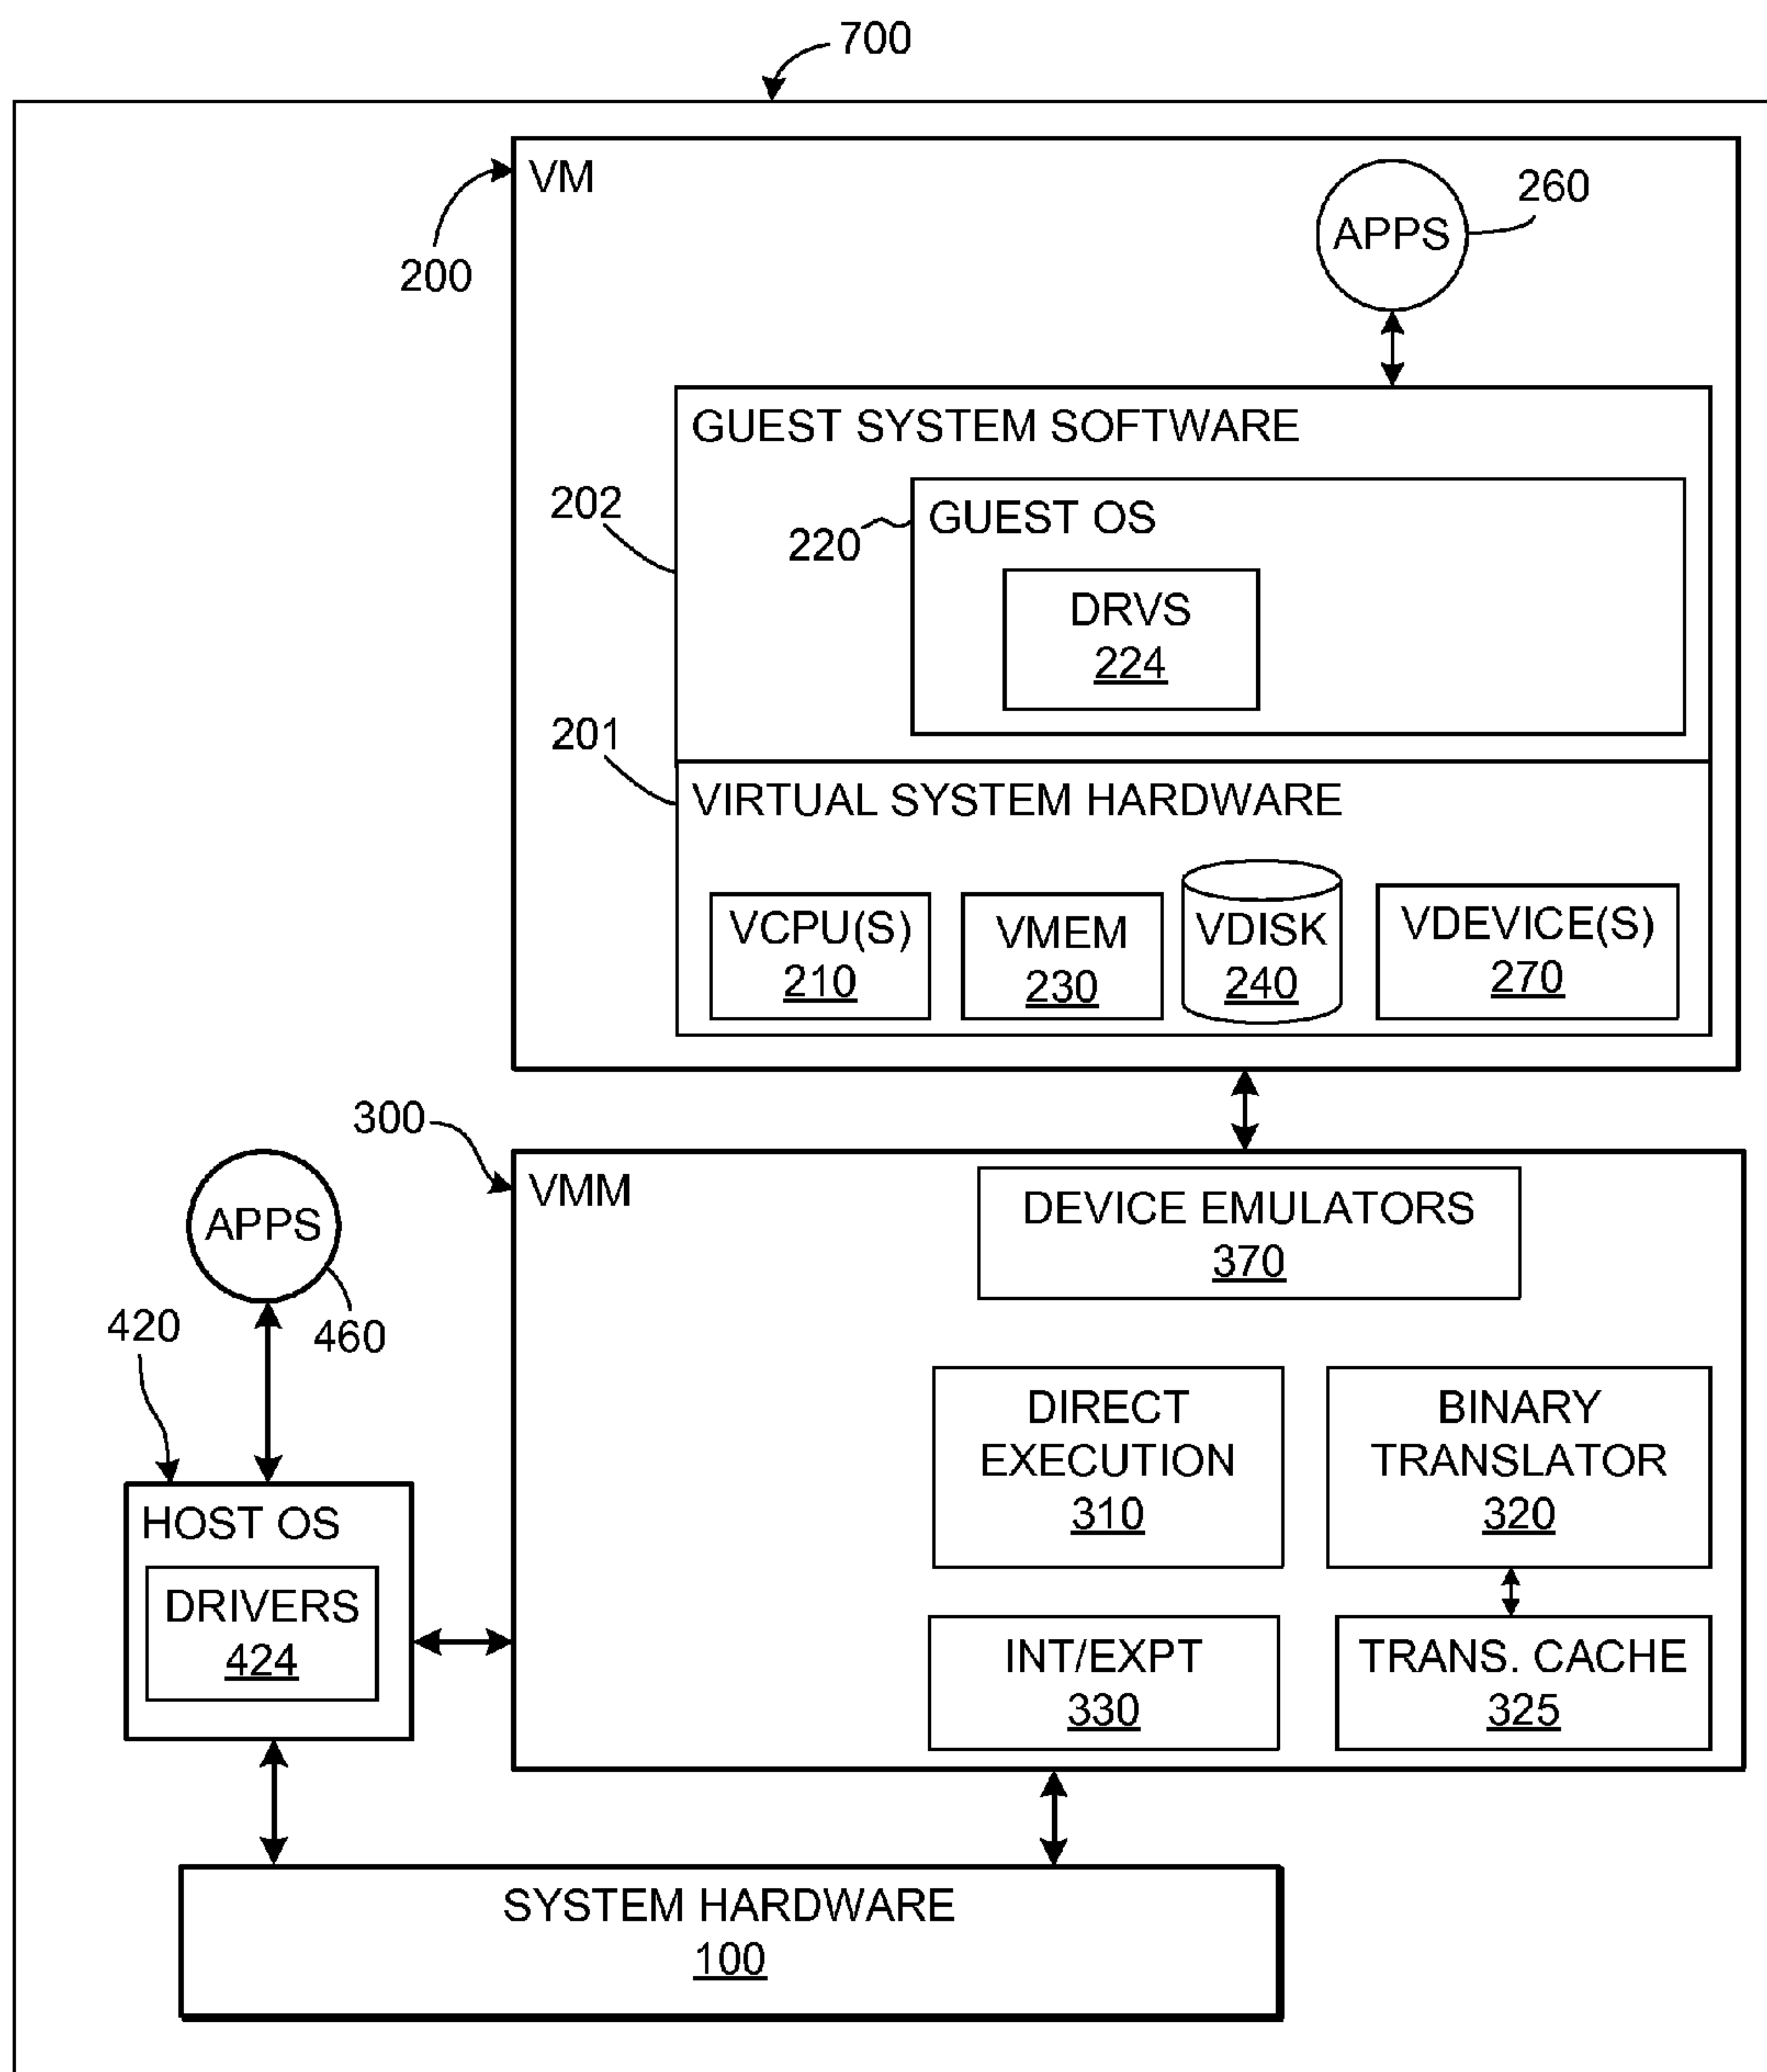 700
VM
200
APPS
260
GUEST SYSTEM SOFTWARE
202
220
GUEST OS
DRVS
224
201
VIRTUAL SYSTEM HARDWARE
VCPU(S)
210
VMEM
230
VDISK
240
VDEVICE(S)
270
300
VMM
DEVICE EMULATORS
370
APPS
460
420
DIRECT
EXECUTION
310
BINARY
TRANSLATOR
320
HOST OS
DRIVERS
424
INT/EXPT
330
TRANS. CACHE
325
SYSTEM HARDWARE
100